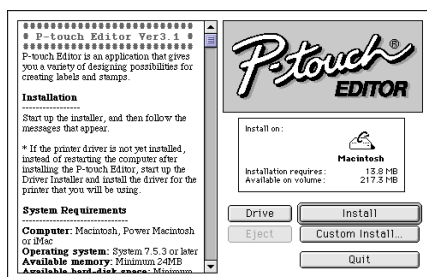 P-touch Editor Ver3.1
P-touch Editor is an application that gives
you a variety of designing possibilities for
creating labels and stamps.
Installation
Start up the installer, and then follow the
messages that appear.
* If the printer driver is not yet installed,
instead of restarting the computer after
installing the P-touch Editor, start up the
Driver Installer and install the driver for the
printer that you will be using.
System Requirements
Computer: Macintosh, Power Macintosh
or iMac
Operating system: System 7.5.3 or later
Available memory: Minimum 24MB
Available hard-disk space: Minimum
P-touch®
EDITOR
Install on:
Macintosh
Installation requires: 13.8 MB
Available on volume: 217.3 MB
Drive
Install
Eject
Custom Install...
Quit